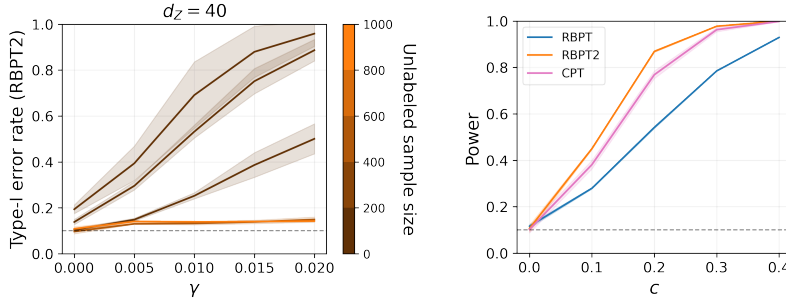 d_Z = 40
Type-I error rate (RBPT2)
1.0
0.8
0.6
0.4
0.2
0.0
0.000 0.005 0.010 0.015 0.020
γ
1000
800
600
400
200
0
Unlabeled sample size
Power
1.0
0.8
0.6
0.4
0.2
0.0
RBPT
RBPT2
CPT
0.0 0.1 0.2 0.3 0.4
c